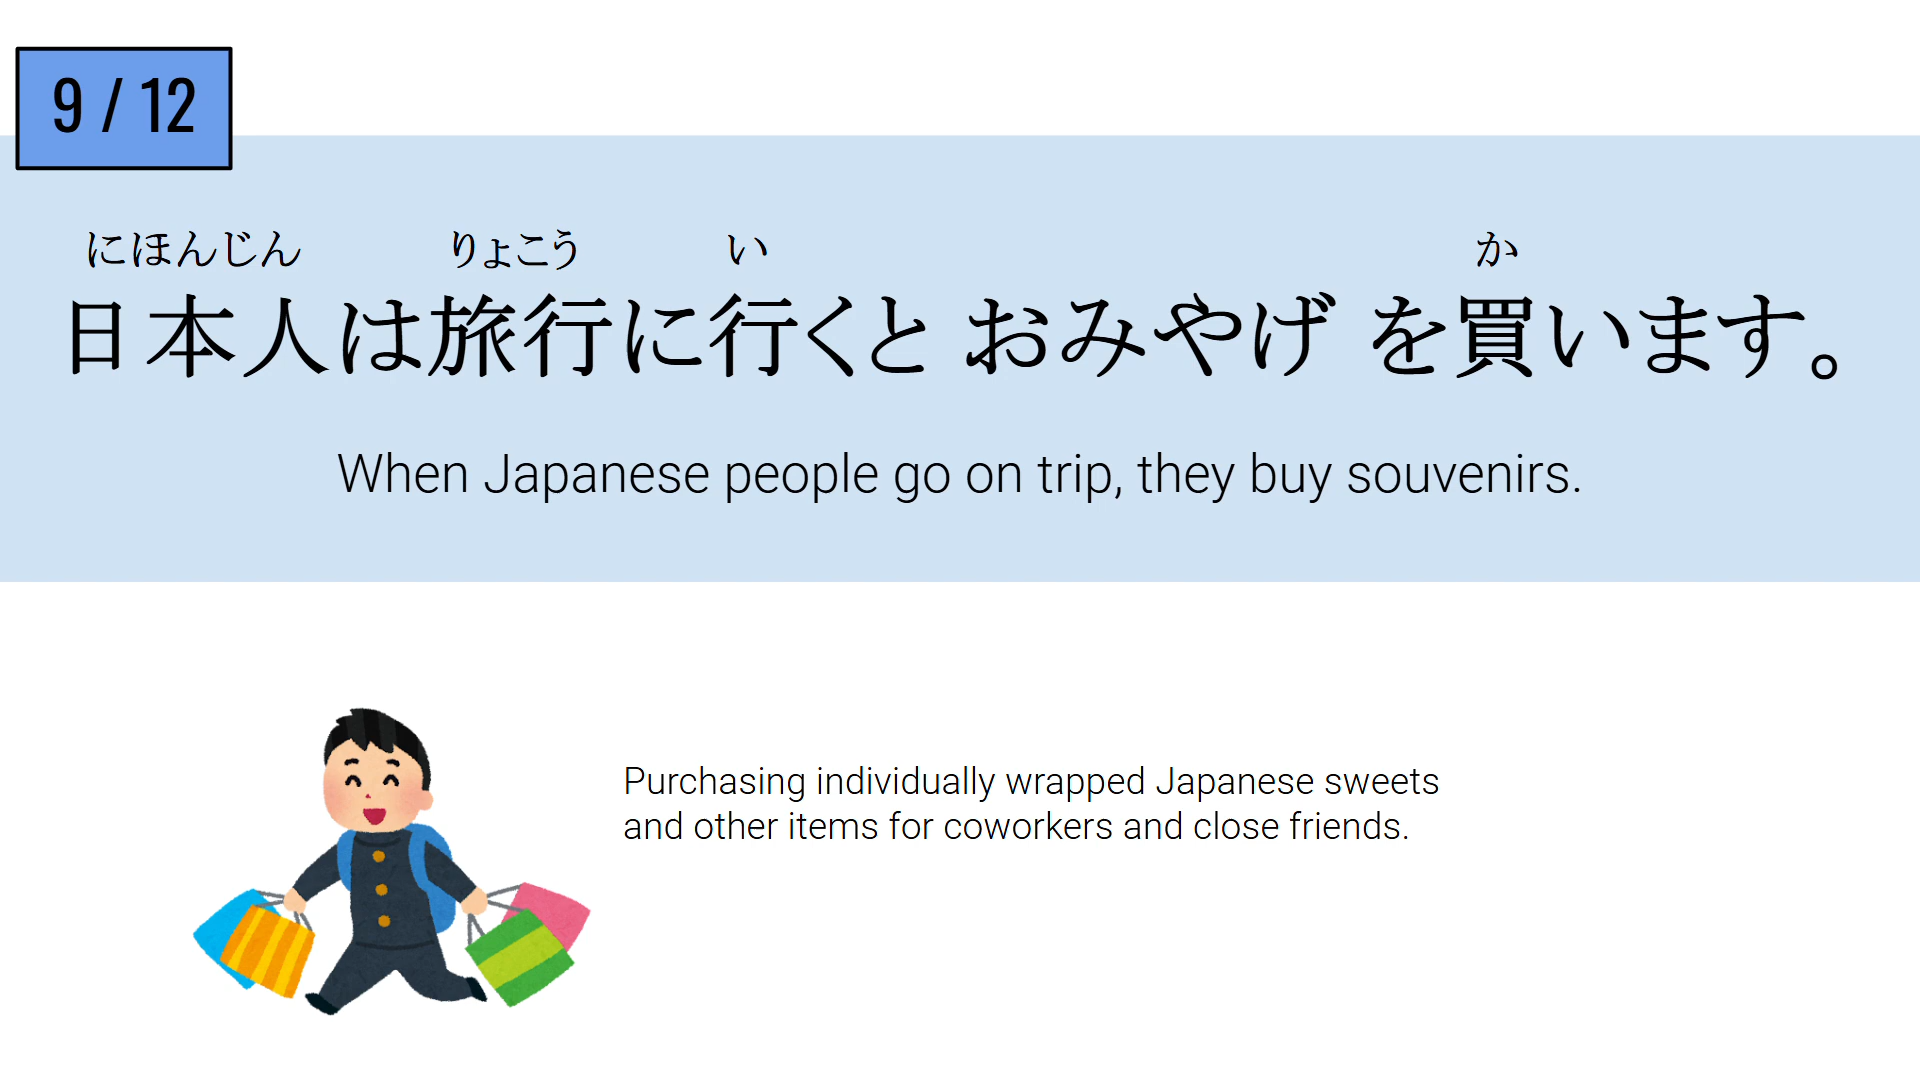 9 / 12
にほんじん りょこう い か
日本人は旅行に行くと おみやげ を買います。
When Japanese people go on trip, they buy souvenirs.
Purchasing individually wrapped Japanese sweets
and other items for coworkers and close friends.